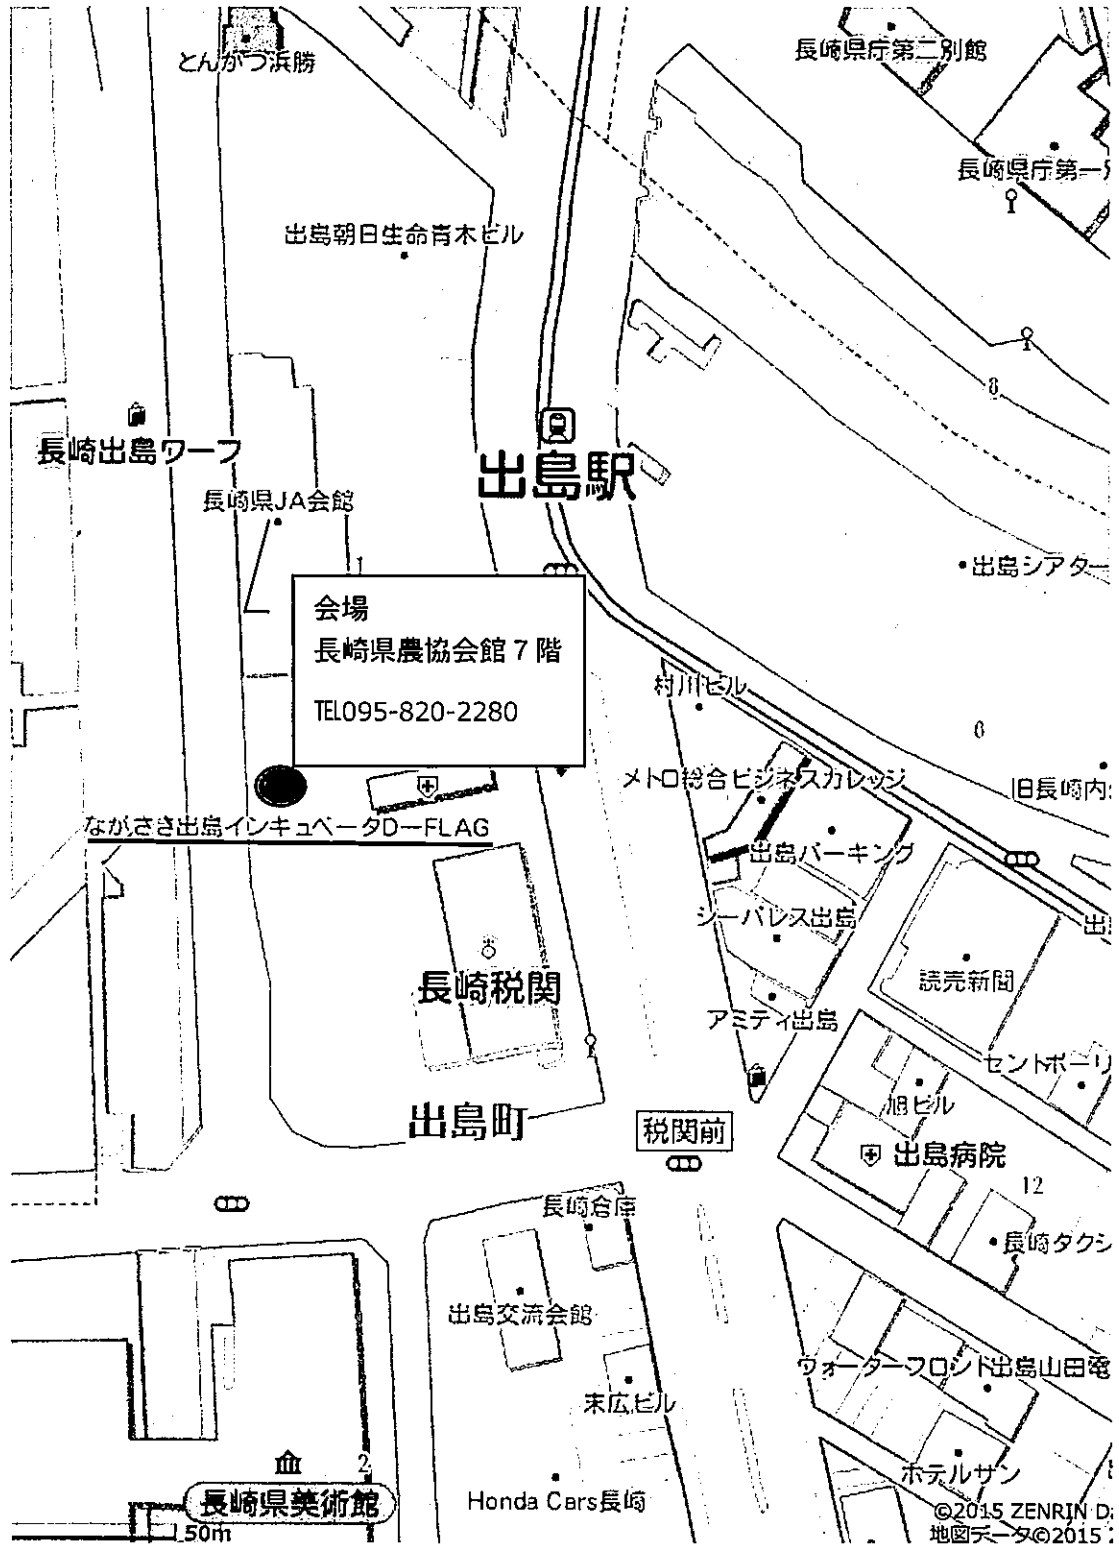 とんかつ浜勝
長崎県庁第二別館
長崎県庁第一
出島朝日生命青木ビル
8
長崎出島ワーフ
出島駅
長崎県JA会館
1
出島シアター
会場
長崎県農協会館7階
TEL095-820-2280
村川ビル
6
メトロ総合ビジネスカレッジ
旧長崎内
ながさき出島インキュベータD-FLAG
出島パーキング
シーパレス出島
出
読売新聞
長崎税関
アミティ出島
セントポーリ
旭ビル
出島町
税関前
出島病院
12
長崎倉庫
長崎タクシ
出島交流会館
ウォーターフロント出島山田電
末広ビル
2
ホテルサン
長崎県美術館
Honda Cars長崎
50m
©2015 ZENRIN D
地図データ©2015